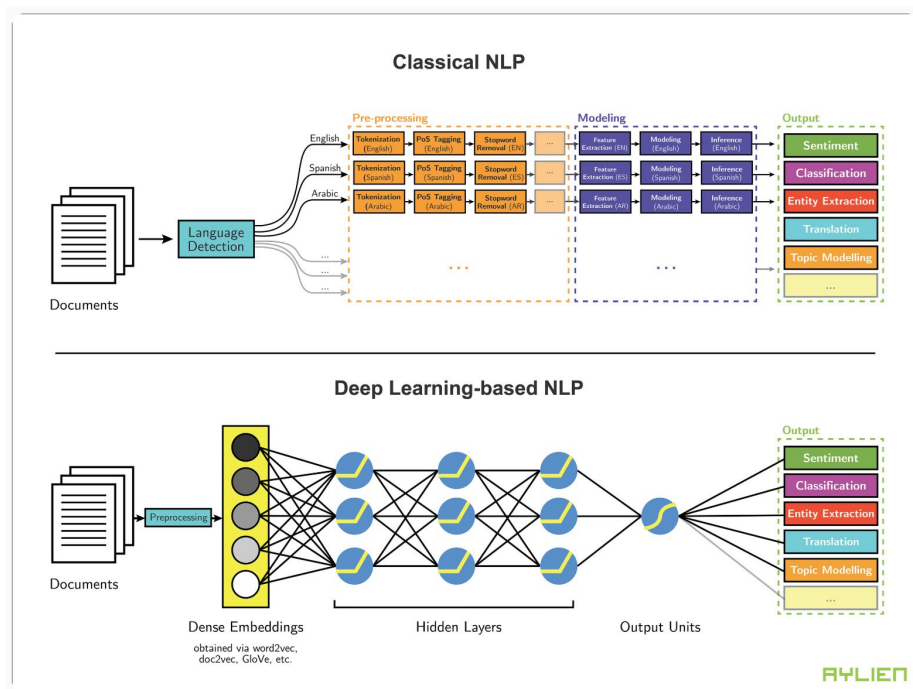 Classical NLP
Pre-processing
Modeling
Output
English
Tokenization
(English)
PoS Tagging
(English)
Stopword
Removal (EN)
...
Feature
Extraction (EN)
Modeling
(English)
Inference
(English)
Sentiment
Spanish
Tokenization
(Spanish)
PoS Tagging
(Spanish)
Stopword
Removal (ES)
...
Feature
Extraction (ES)
Modeling
(Spanish)
Inference
(Spanish)
Classification
Arabic
Tokenization
(Arabic)
PoS Tagging
(Arabic)
Stopword
Removal (AR)
...
Feature
Extraction (AR)
Modeling
(Arabic)
Inference
(Arabic)
Entity Extraction
Language
Detection
Translation
...
...
...
...
...
Topic Modelling
...
Documents
Deep Learning-based NLP
Output
Sentiment
Classification
Preprocessing
Entity Extraction
Translation
Topic Modelling
...
Documents
Dense Embeddings
obtained via word2vec,
doc2vec, GloVe, etc.
Hidden Layers
Output Units
AYLIEN